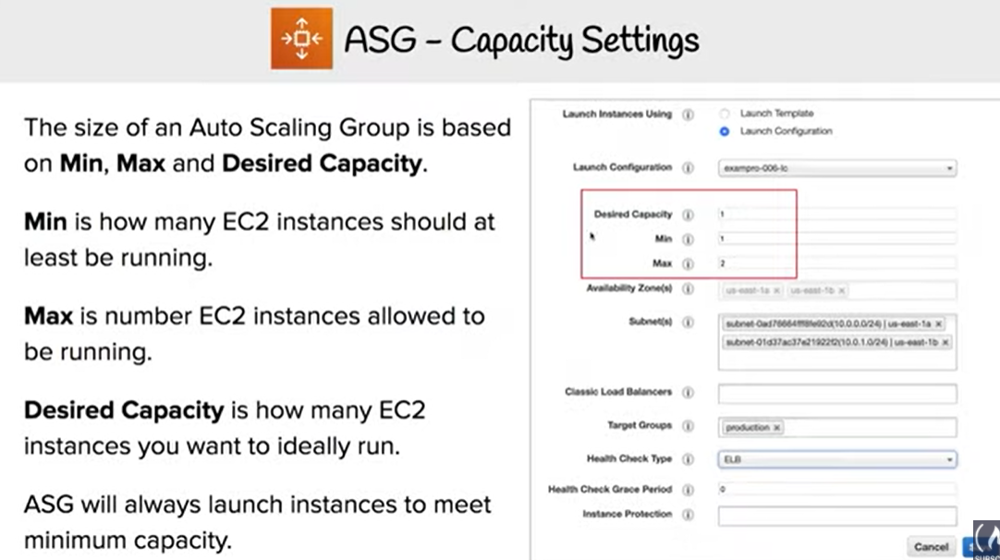 ASG – Capacity Settings
The size of an Auto Scaling Group is based
on Min, Max and Desired Capacity.
Min is how many EC2 instances should at
least be running.
Max is number EC2 instances allowed to
be running.
Desired Capacity is how many EC2
instances you want to ideally run.
ASG will always launch instances to meet
minimum capacity.
Launch Instances Using
Launch Template
Launch Configuration
Launch Configuration exampro-006-lc
Desired Capacity 1
Min 1
Max 2
Availability Zone(s) us-east-1a × us-east-1b ×
Subnet(s) (10.0.0.0/24) | us-east-1a ×
subnet-01d37ac37e21922f2(10.0.1.0/24) | us-east-1b ×
Classic Load Balancers
Target Groups production ×
Health Check Type ELB
Health Check Grace Period 0
Instance Protection
Cancel